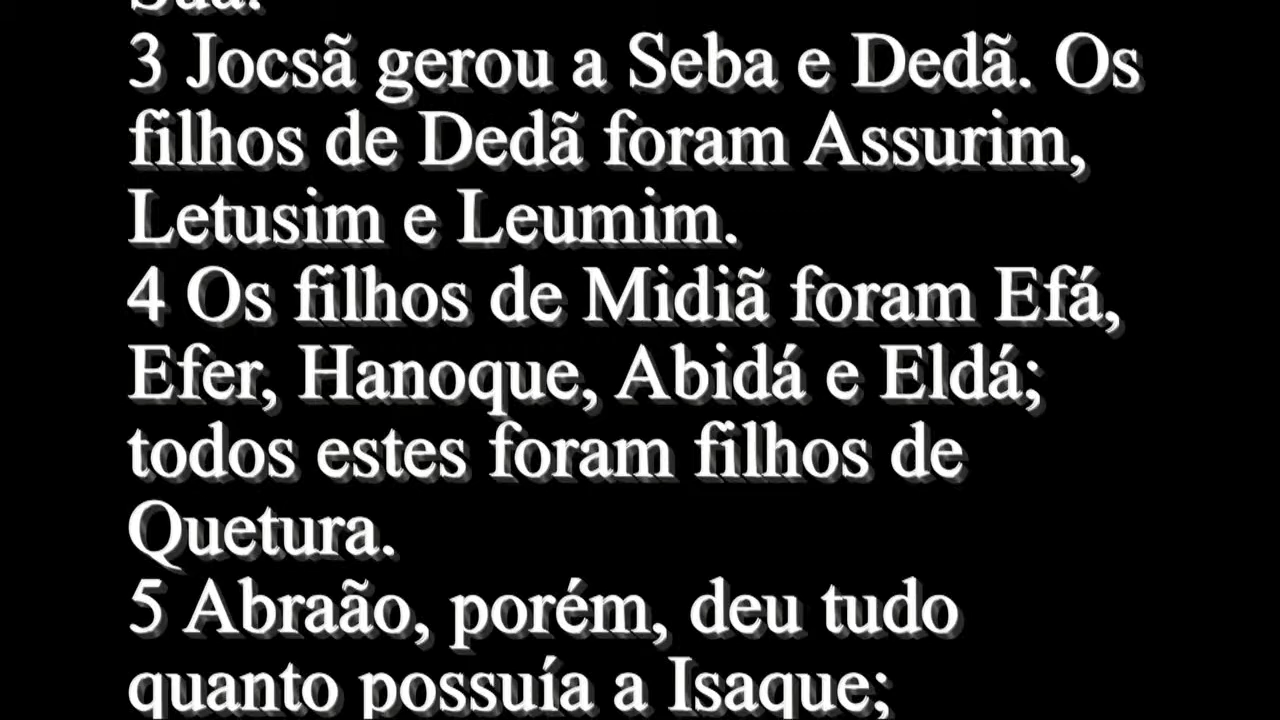 Suá.
3 Jocsã gerou a Seba e Dedã. Os
filhos de Dedã foram Assurim,
Letusim e Leumim.
4 Os filhos de Midiã foram Efá,
Efer, Hanoque, Abidá e Eldá;
todos estes foram filhos de
Quetura.
5 Abraão, porém, deu tudo
quanto possuía a Isaque;